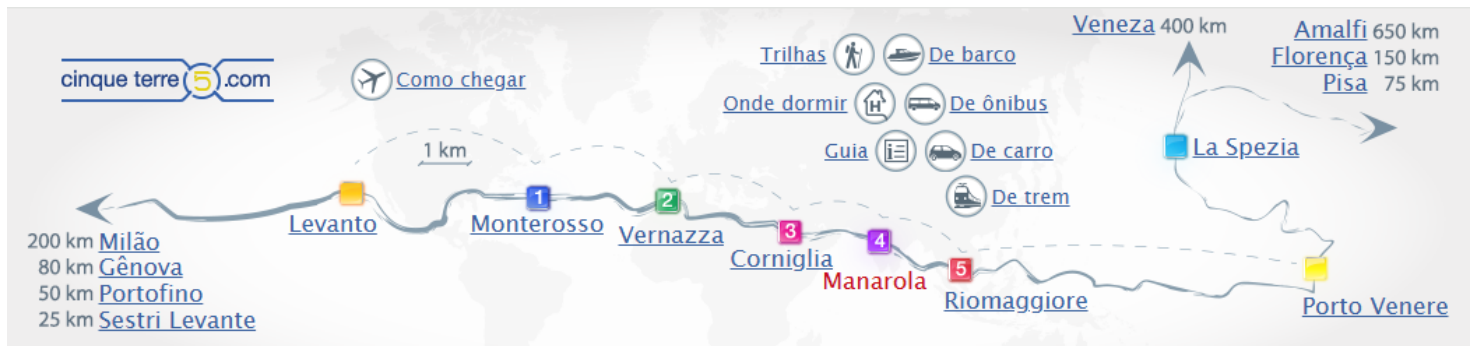 cinque terre 5 .com
Como chegar
Trilhas De barco
Onde dormir De ônibus
Guia De carro
De trem
Veneza 400 km
Amalfi 650 km
Florença 150 km
Pisa 75 km
La Spezia
1 km
1
2
3
4
5
Levanto
Monterosso
Vernazza
Corniglia
Manarola
Riomaggiore
Porto Venere
200 km Milão
80 km Gênova
50 km Portofino
25 km Sestri Levante